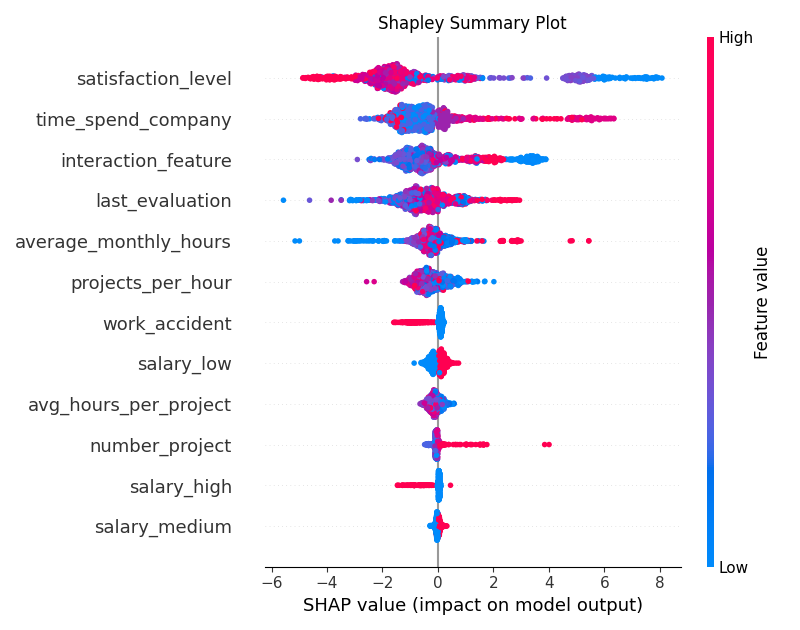 Shapley Summary Plot
High
satisfaction_level
time_spend_company
interaction_feature
last_evaluation
average_monthly_hours
projects_per_hour
work_accident
salary_low
avg_hours_per_project
number_project
salary_high
salary_medium
Feature value
Low
−6 −4 −2 0 2 4 6 8
SHAP value (impact on model output)